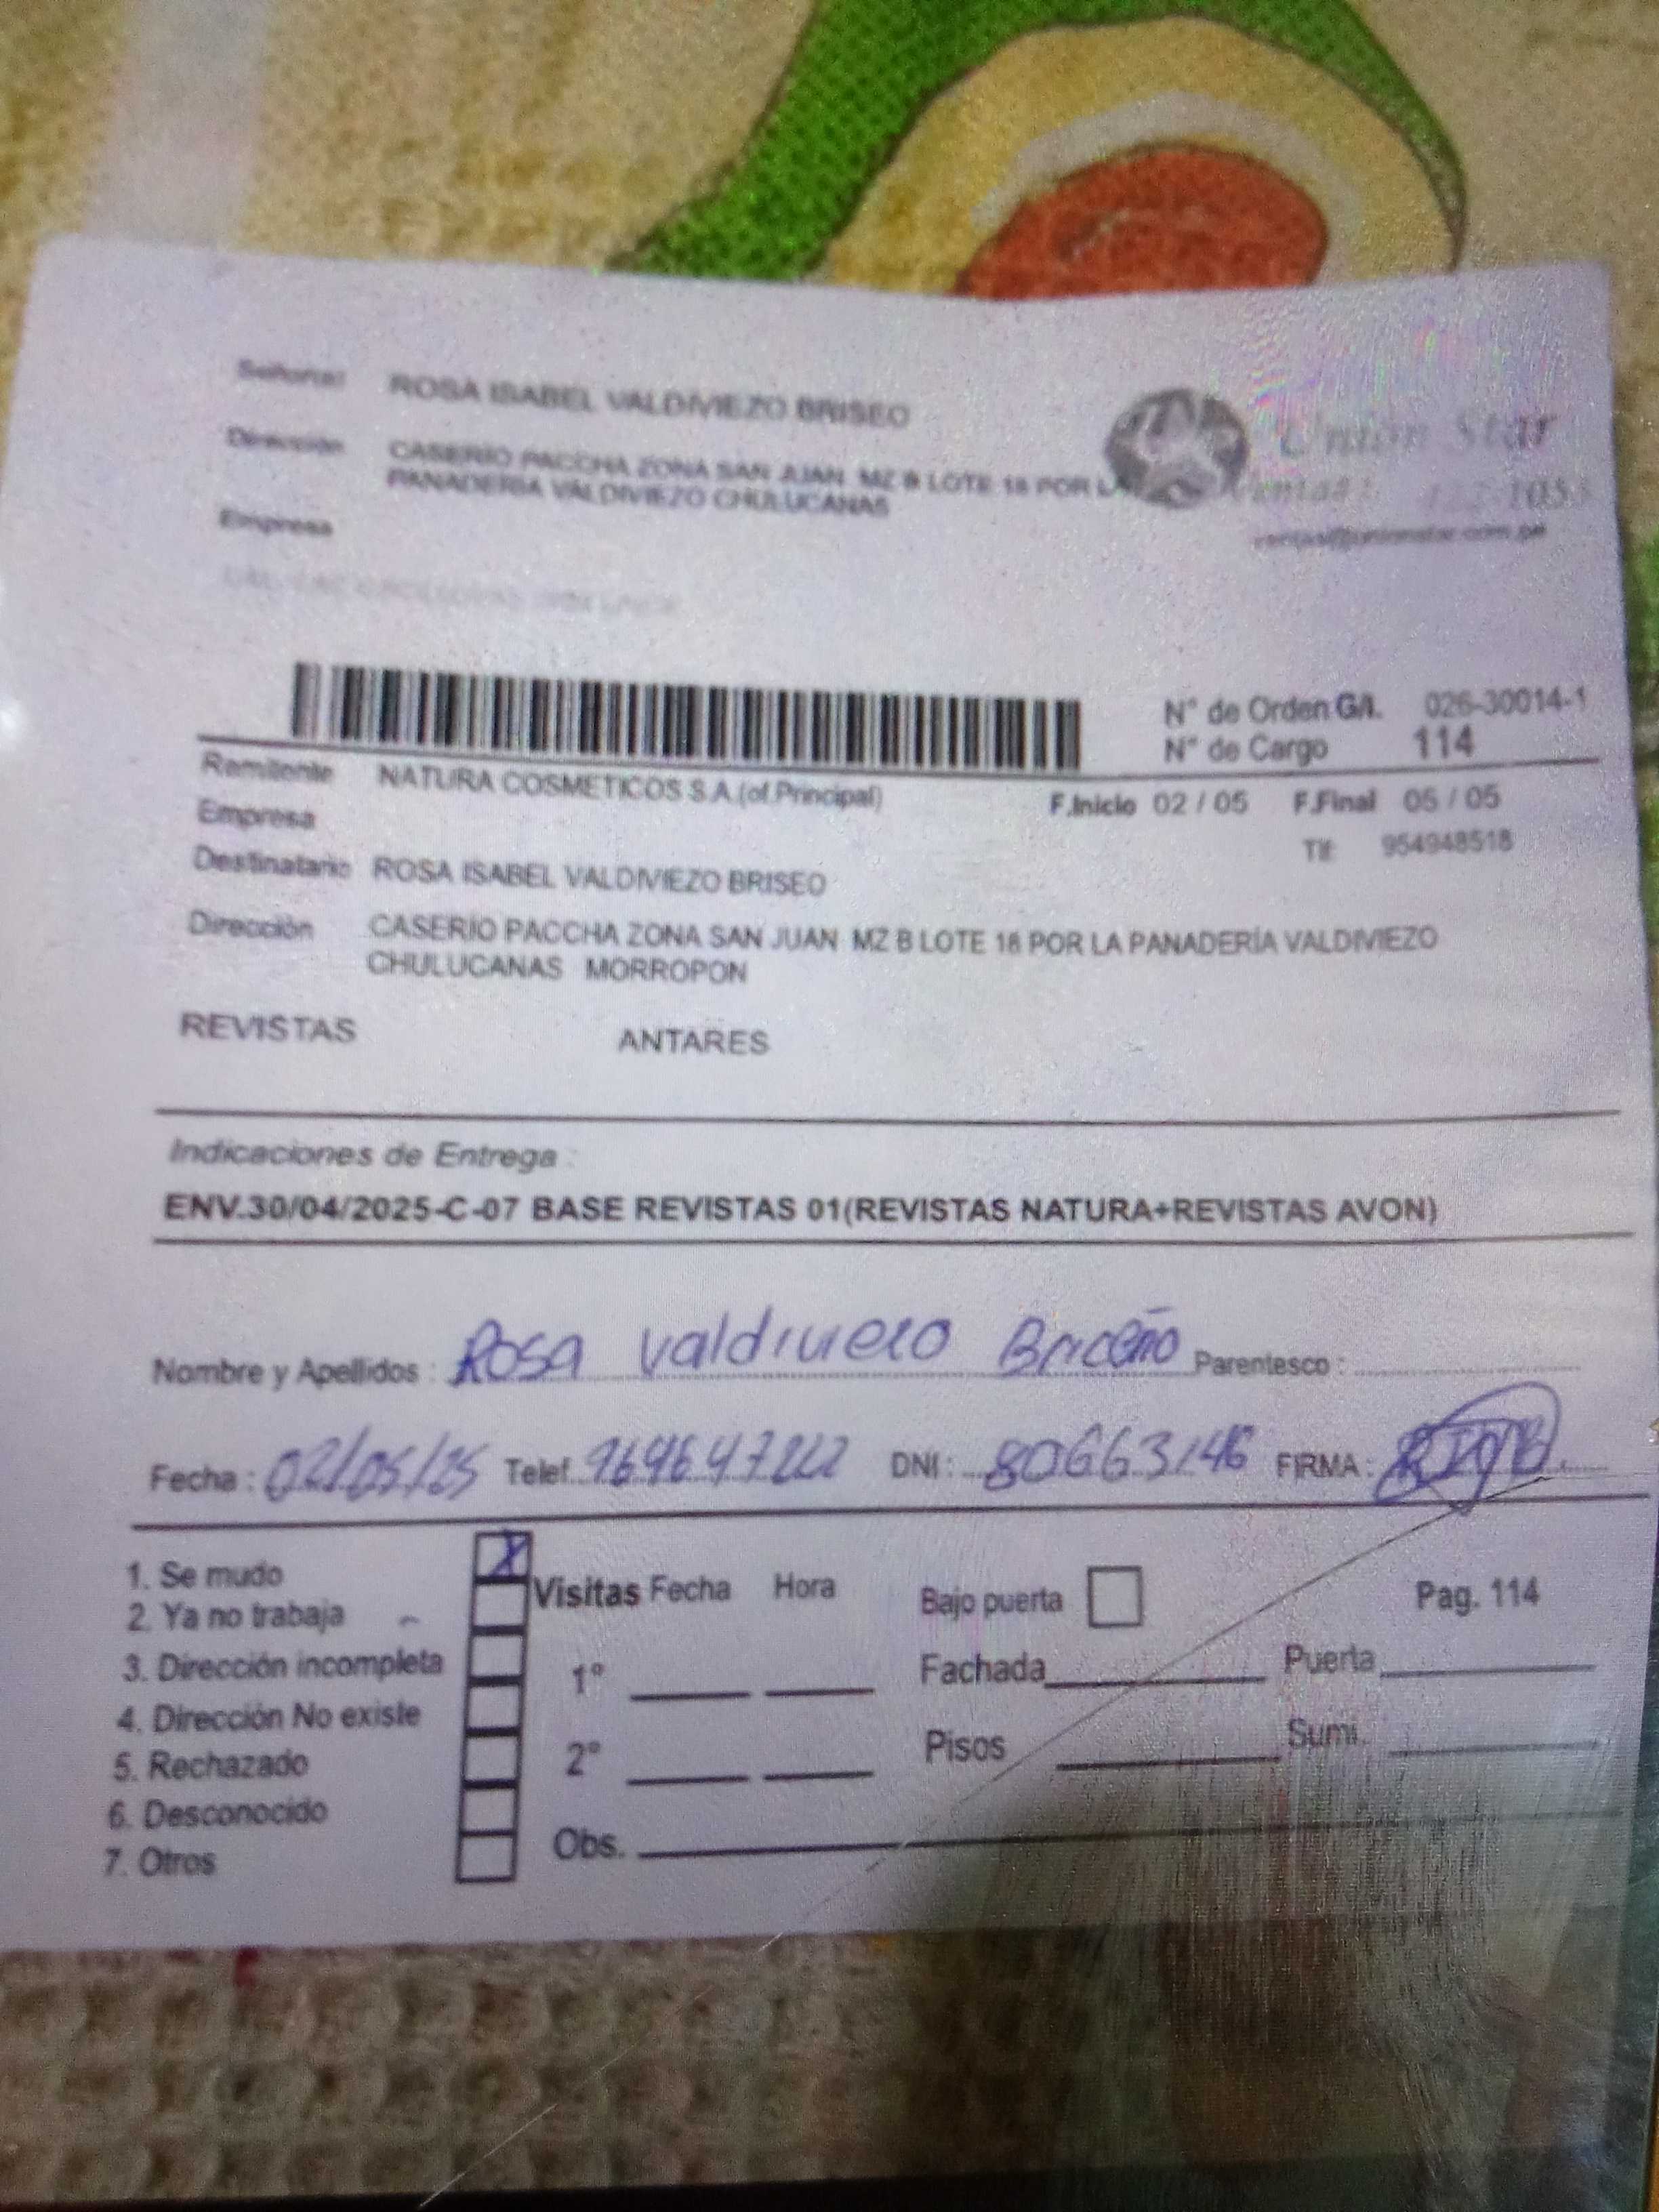 Señor(a) ROSA ISABEL VALDIVIEZO BRISEO
Dirección CASERIO PACCHA ZONA SAN JUAN MZ B LOTE 18 POR LA
PANADERIA VALDIVIEZO CHULUCANAS
Unión Star
Empresa
ventas@unionstar.com.pe
N° de Orden G/I. 026-30014-1
N° de Cargo 114
Remitente NATURA COSMETICOS S.A.(of.Principal)
F.Inicio 02 / 05 F.Final 05 / 05
Empresa
Tlf: 954948518
Destinatario ROSA ISABEL VALDIVIEZO BRISEO
Dirección CASERIO PACCHA ZONA SAN JUAN MZ B LOTE 18 POR LA PANADERÍA VALDIVIEZO
CHULUCANAS MORROPON
REVISTAS ANTARES
Indicaciones de Entrega :
ENV.30/04/2025-C-07 BASE REVISTAS 01(REVISTAS NATURA+REVISTAS AVON)
Nombre y Apellidos : Rosa Valdiviezo Briceño Parentesco :
Fecha : 02/05/25 Telef. DNI : 80663146 FIRMA :
1. Se mudo X
Visitas Fecha Hora Bajo puerta Pag. 114
2. Ya no trabaja
3. Dirección incompleta 1° Fachada Puerta
4. Dirección No existe
5. Rechazado 2° Pisos Sumi.
6. Desconocido
7. Otros Obs.